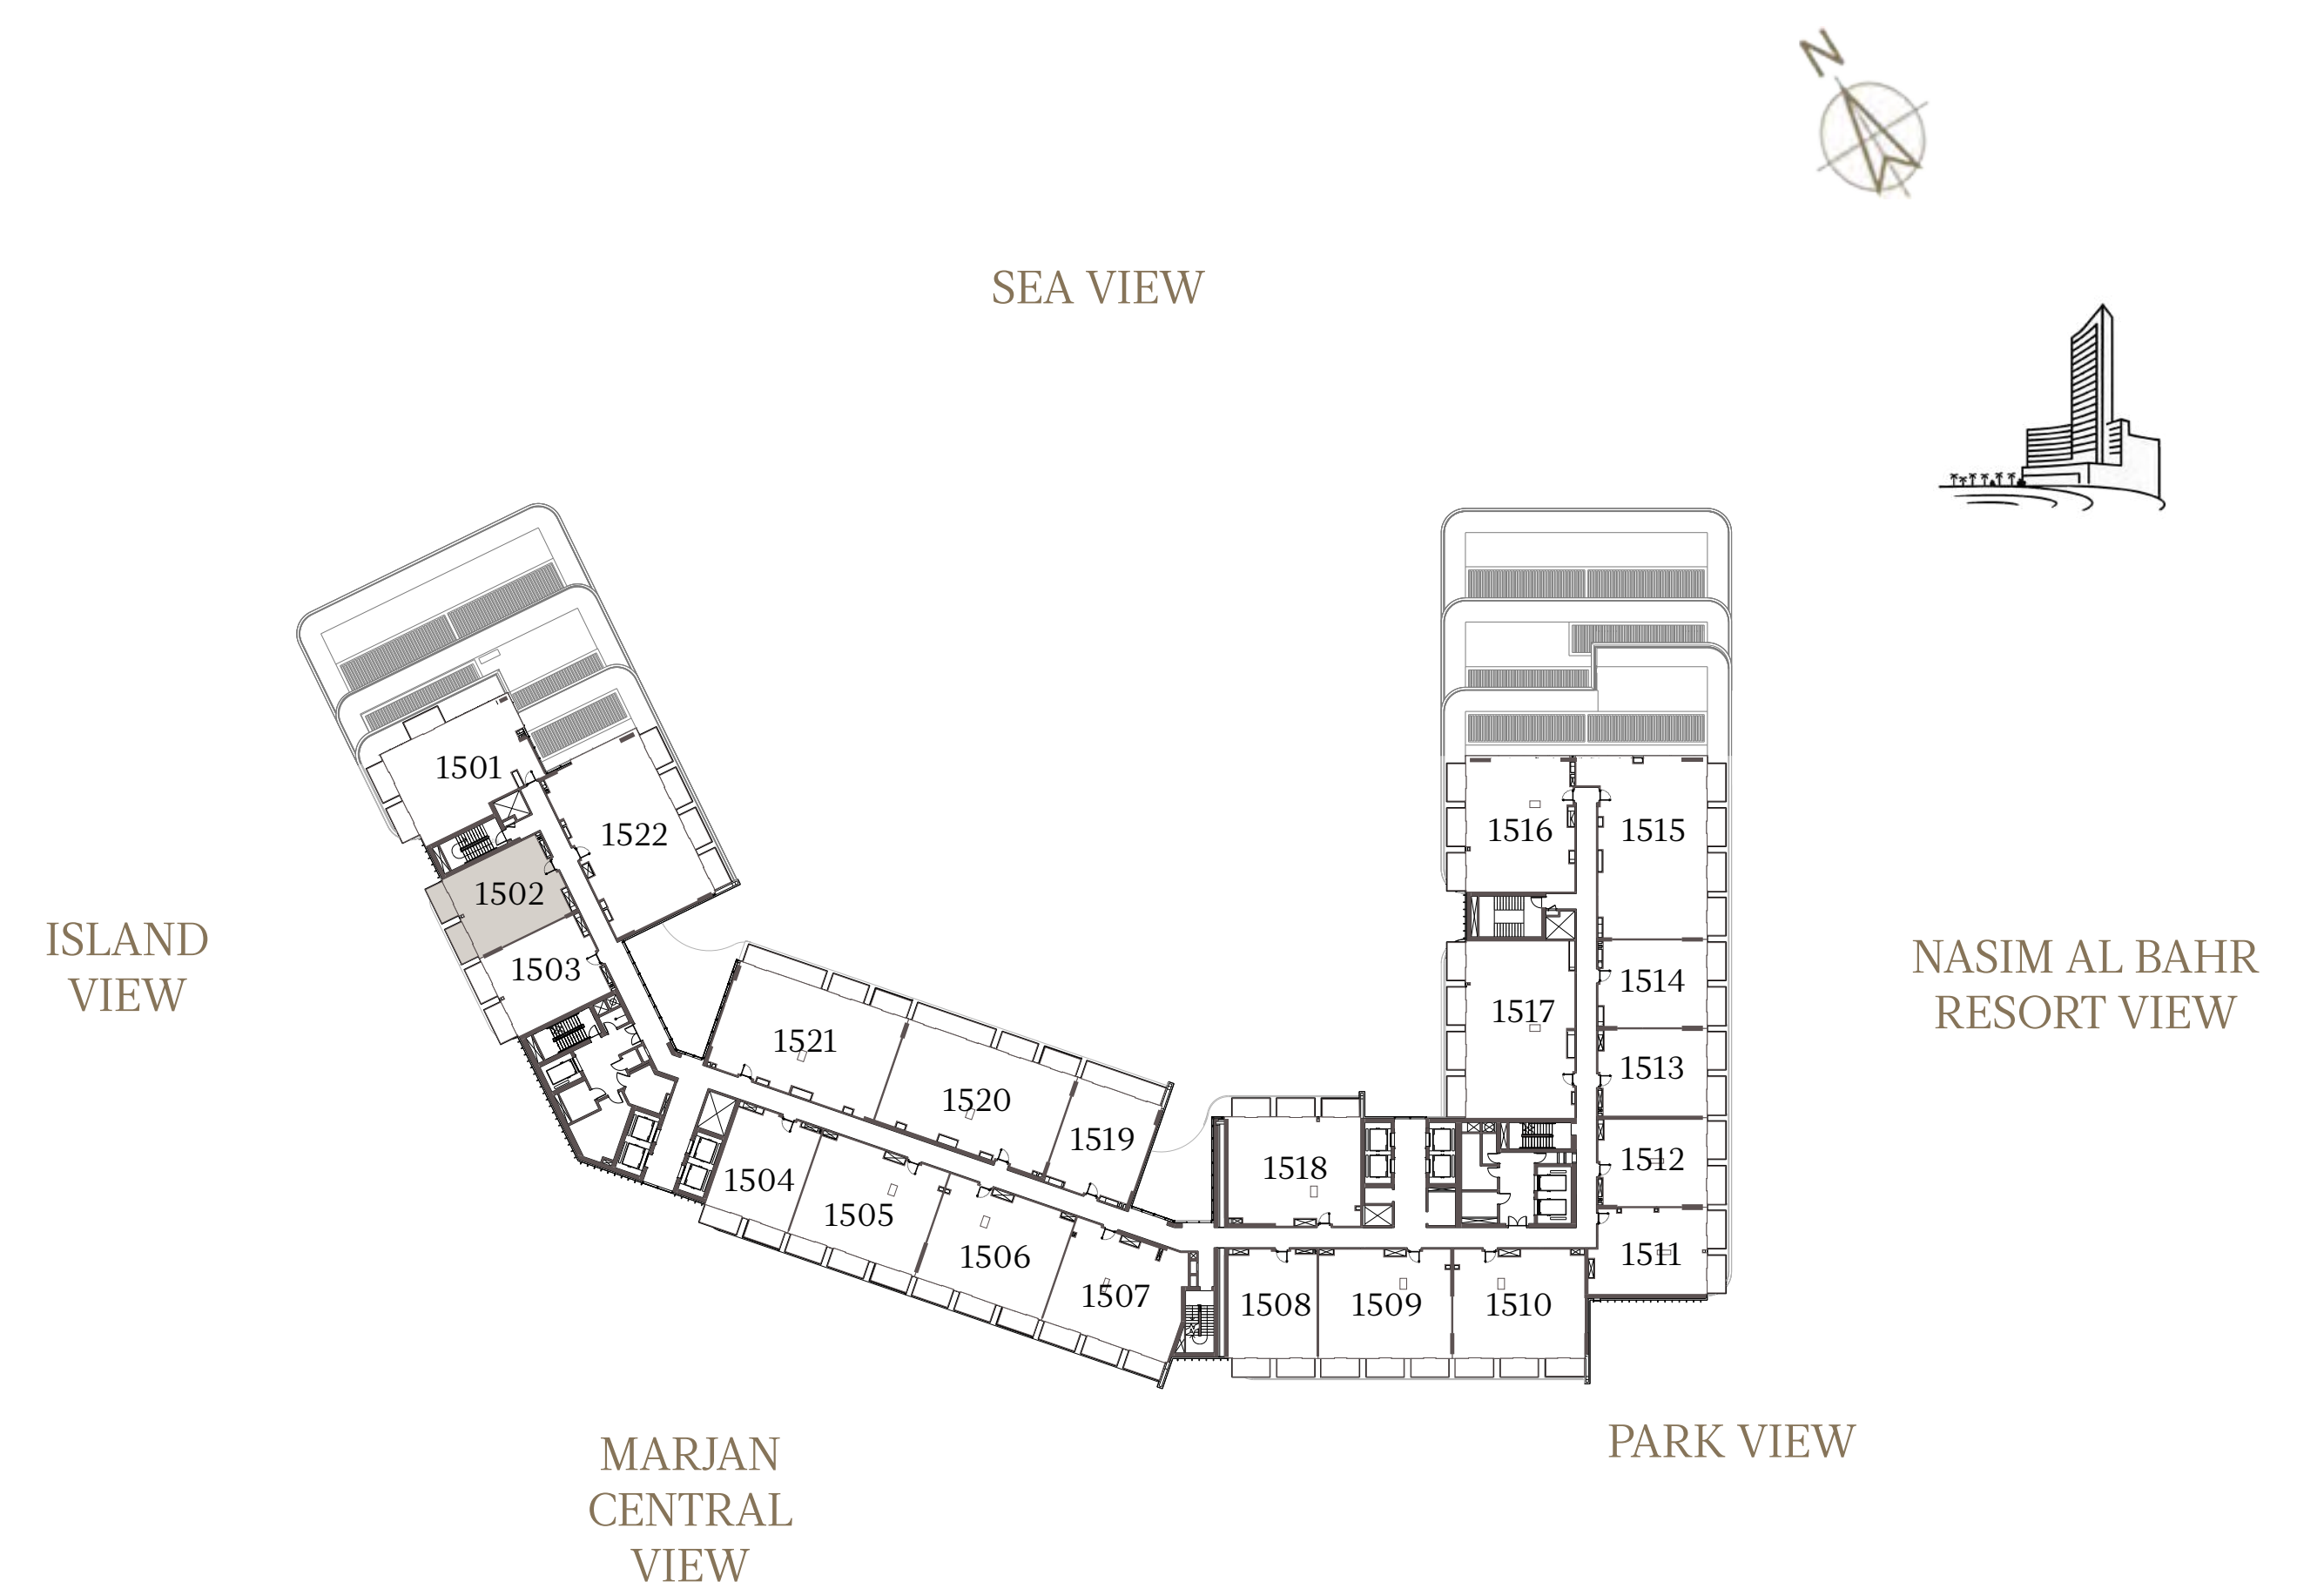 N
SEA VIEW
1501
1522
1502
1503
1516
1515
ISLAND
VIEW
NASIM AL BAHR
RESORT VIEW
1514
1517
1521
1513
1520
1519
1518
1512
1504
1505
1506
1511
1507
1508
1509
1510
MARJAN
CENTRAL
VIEW
PARK VIEW